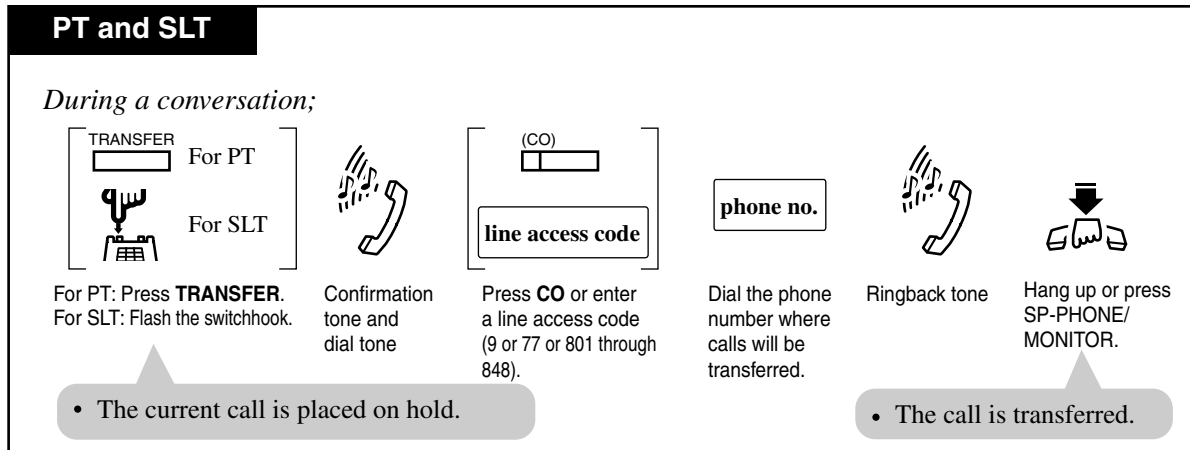 PT and SLT
During a conversation;
TRANSFER
For PT
For SLT
(CO)
line access code
phone no.
For PT: Press TRANSFER.
For SLT: Flash the switchhook.
Confirmation
tone and
dial tone
Press CO or enter
a line access code
(9 or 77 or 801 through
848).
Dial the phone
number where
calls will be
transferred.
Ringback tone
Hang up or press
SP-PHONE/
MONITOR.
• The current call is placed on hold.
• The call is transferred.